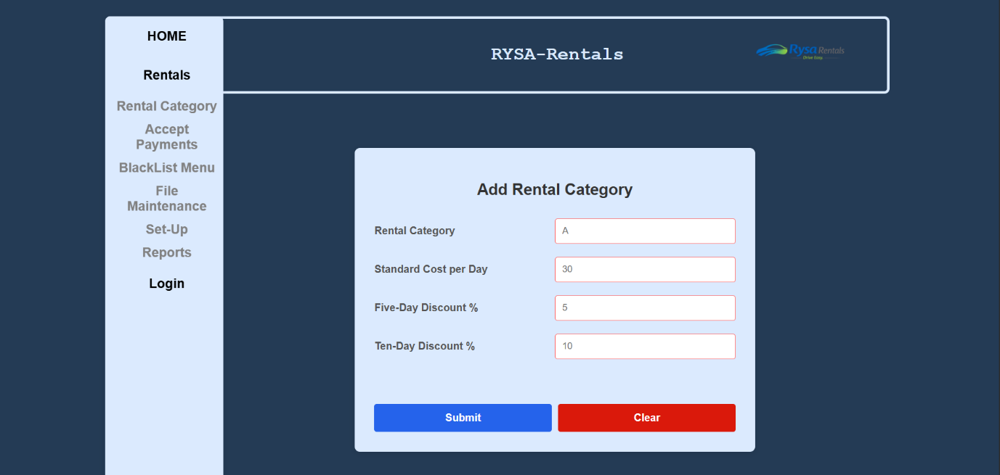 HOME
Rentals
Rental Category
Accept
Payments
BlackList Menu
File
Maintenance
Set-Up
Reports
Login
RYSA-Rentals
Rysa Rentals
Drive Easy
Add Rental Category
Rental Category
A
Standard Cost per Day
30
Five-Day Discount %
5
Ten-Day Discount %
10
Submit
Clear